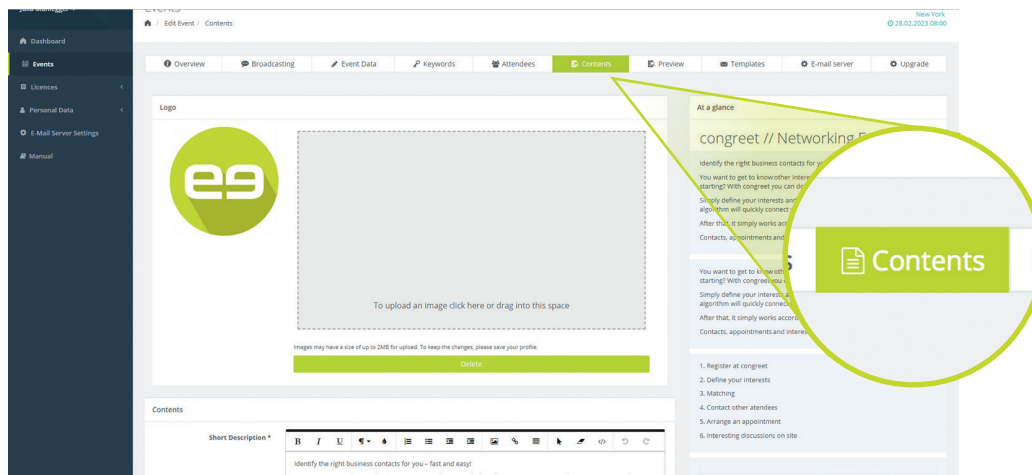 New York
Edit Event / Contents
28.02.2023 08:00
Dashboard
Events
Licences
Personal Data
E-Mail Server Settings
Manual
Overview
Broadcasting
Event Data
Keywords
Attendees
Contents
Preview
Templates
E-mail server
Upgrade
Logo
To upload an image click here or drag into this space
Images may have a size of up to 2MB for upload. To keep the changes, please save your profile.
Delete
Contents
Short Description *
B I U
Identify the right business contacts for you – fast and easy!
At a glance
congreet // Networking
Identify the right business contacts for
You want to get to know other
starting? With congreet you can
Simply define your interests and
algorithm will quickly connect
After that, it simply works
Contacts, appointments and
Contents
You want to get to know
starting? With congreet you
Simply define your interests
algorithm will quickly connect
After that, it simply works
Contacts, appointments and
1. Register at congreet
2. Define your interests
3. Matching
4. Contact other atendees
5. Arrange an appointment
6. Interesting discussions on site